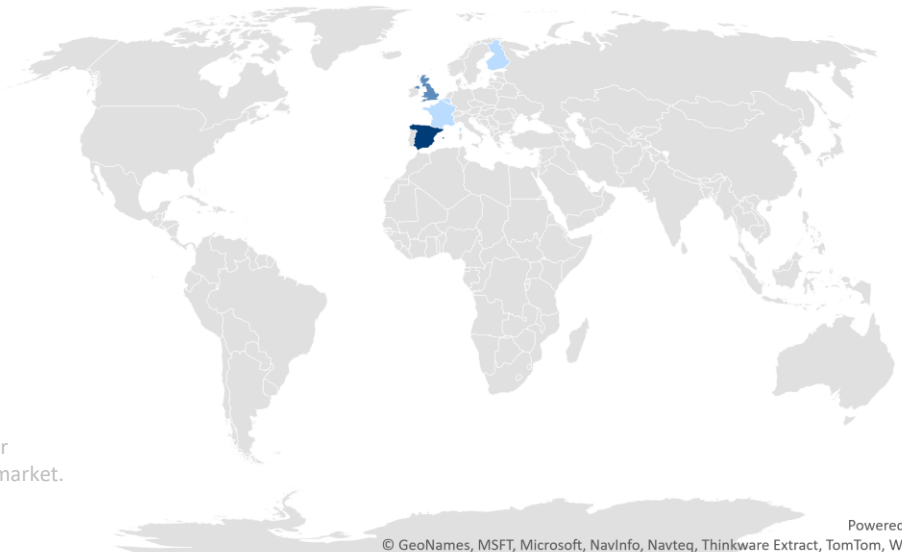 r
market.
Powered
© GeoNames, MSFT, Microsoft, NavInfo, Navteq, Thinkware Extract, TomTom, W